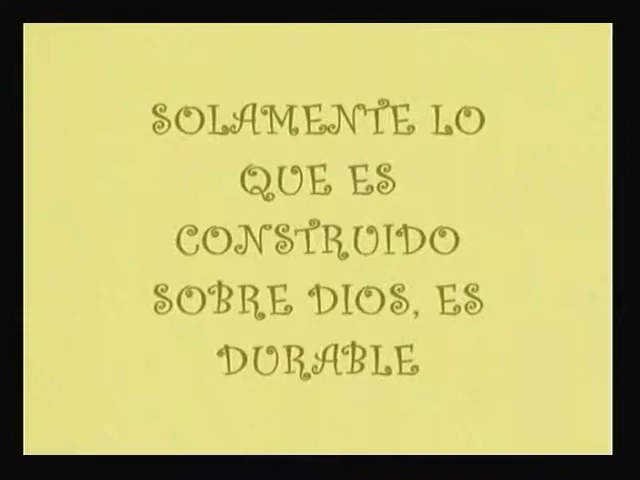 SOLAMENTE LO
QUE ES
CONSTRUIDO
SOBRE DIOS, ES
DURABLE